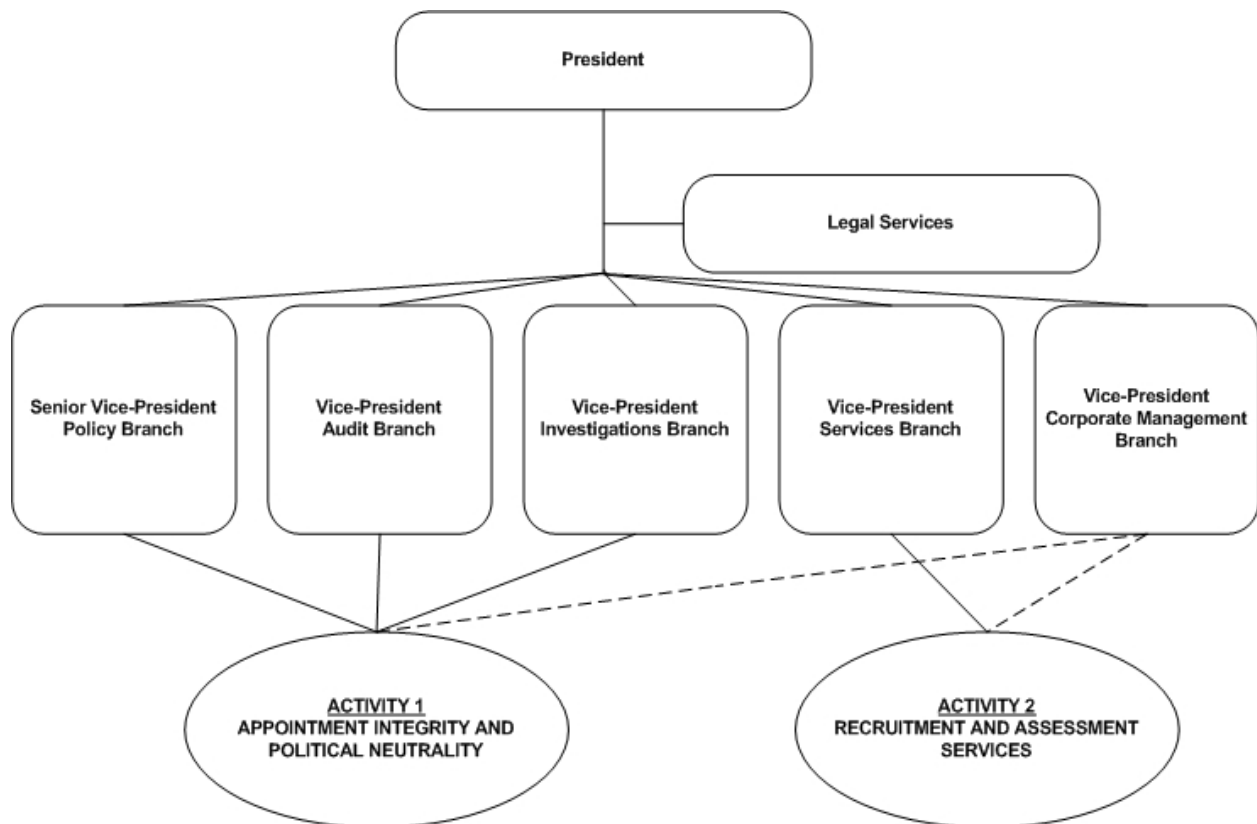 President
Legal Services
Senior Vice-President
Policy Branch
Vice-President
Audit Branch
Vice-President
Investigations Branch
Vice-President
Services Branch
Vice-President
Corporate Management
Branch
ACTIVITY 1
APPOINTMENT INTEGRITY AND
POLITICAL NEUTRALITY
ACTIVITY 2
RECRUITMENT AND ASSESSMENT
SERVICES